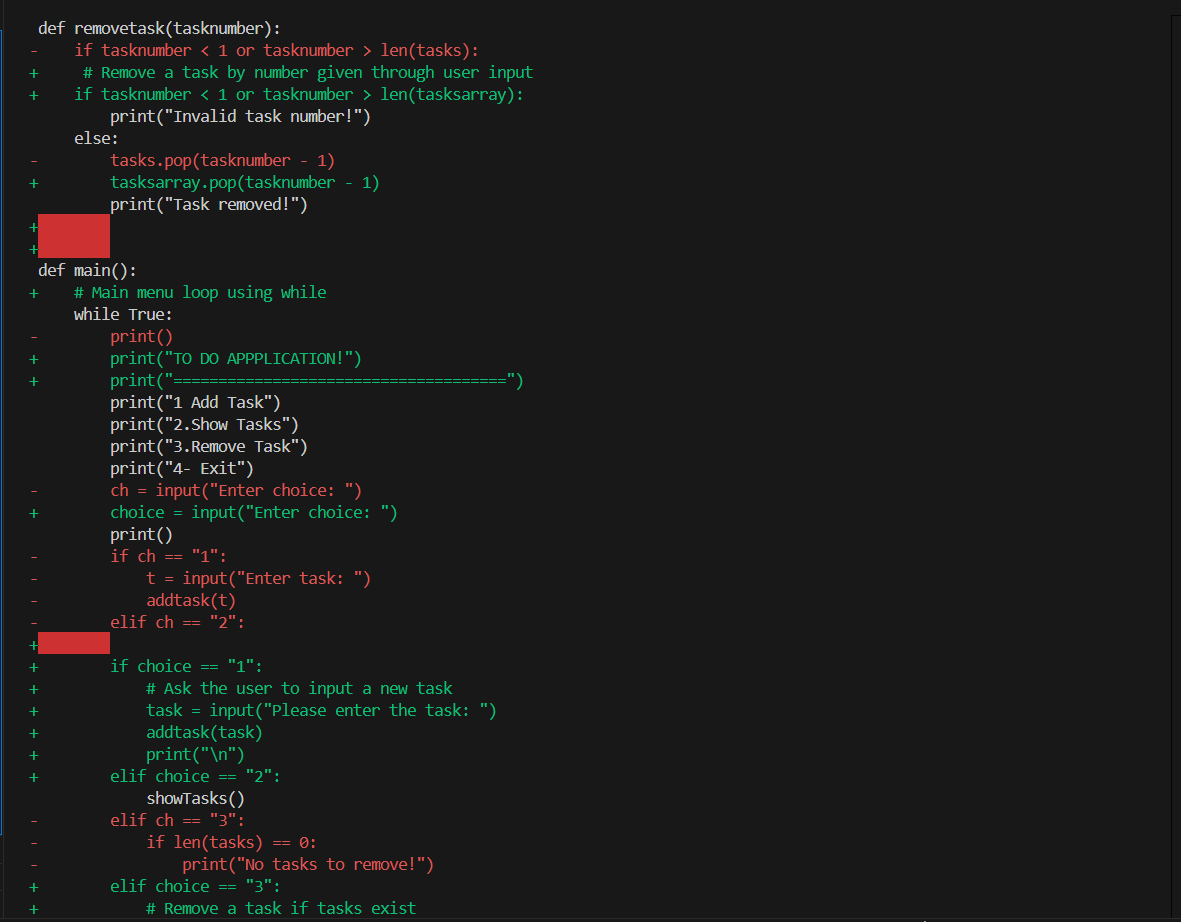 def removetask(tasknumber):
-    if tasknumber < 1 or tasknumber > len(tasks):
+     # Remove a task by number given through user input
+    if tasknumber < 1 or tasknumber > len(tasksarray):
         print("Invalid task number!")
     else:
-        tasks.pop(tasknumber - 1)
+        tasksarray.pop(tasknumber - 1)
         print("Task removed!")
+
+
 def main():
+    # Main menu loop using while
     while True:
-        print()
+        print("TO DO APPPLICATION!")
+        print("=====================================")
         print("1 Add Task")
         print("2.Show Tasks")
         print("3.Remove Task")
         print("4- Exit")
-        ch = input("Enter choice: ")
+        choice = input("Enter choice: ")
         print()
-        if ch == "1":
-            t = input("Enter task: ")
-            addtask(t)
-        elif ch == "2":
+
+        if choice == "1":
+            # Ask the user to input a new task
+            task = input("Please enter the task: ")
+            addtask(task)
+            print("\n")
+        elif choice == "2":
             showTasks()
-        elif ch == "3":
-            if len(tasks) == 0:
-                print("No tasks to remove!")
+        elif choice == "3":
+            # Remove a task if tasks exist